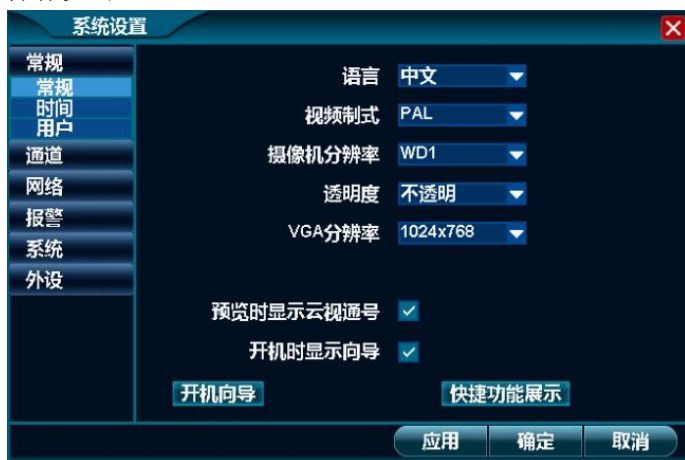 系统设置
常规
常规
时间
用户
通道
网络
报警
系统
外设
语言 中文
视频制式 PAL
摄像机分辨率 WD1
透明度 不透明
VGA分辨率 1024x768
预览时显示云视通号
开机时显示向导
开机向导 快捷功能展示
应用 确定 取消